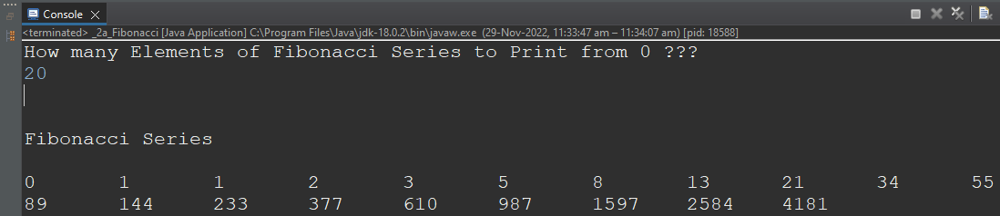 Console
<terminated> _2a_Fibonacci [Java Application] C:\Program Files\Java\jdk-18.0.2\bin\javaw.exe (29-Nov-2022, 11:33:47 am – 11:34:07 am) [pid: 18588]
How many Elements of Fibonacci Series to Print from 0 ???
20
Fibonacci Series
0 1 1 2 3 5 8 13 21 34 55
89 144 233 377 610 987 1597 2584 4181